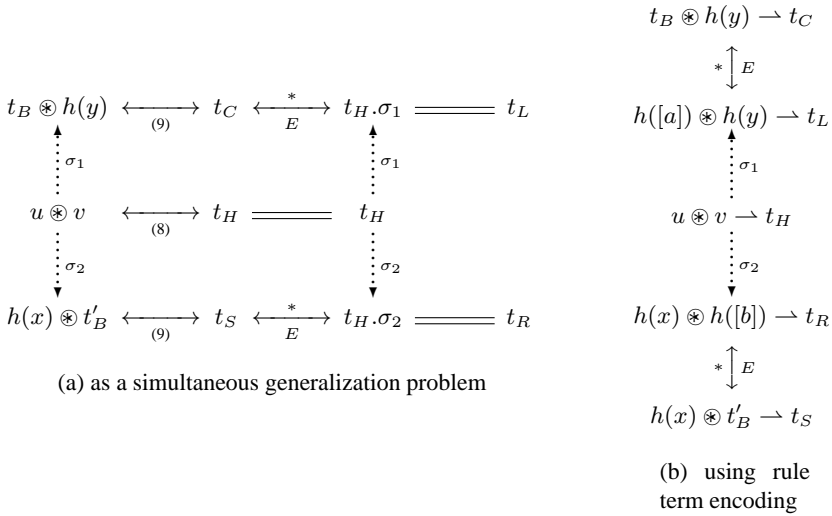 t_B ⊛ h(y) ⇀ t_C
* E
t_B ⊛ h(y) ⟷ (9) t_C ⟷ * E t_H.σ_1 ═══ t_L
h([a]) ⊛ h(y) ⇀ t_L
σ_1 σ_1 σ_1
u ⊛ v ⟷ (8) t_H ═══ t_H
u ⊛ v ⇀ t_H
σ_2 σ_2 σ_2
h(x) ⊛ t′_B ⟷ (9) t_S ⟷ * E t_H.σ_2 ═══ t_R
h(x) ⊛ h([b]) ⇀ t_R
* E
(a) as a simultaneous generalization problem
h(x) ⊛ t′_B ⇀ t_S
(b) using rule
term encoding